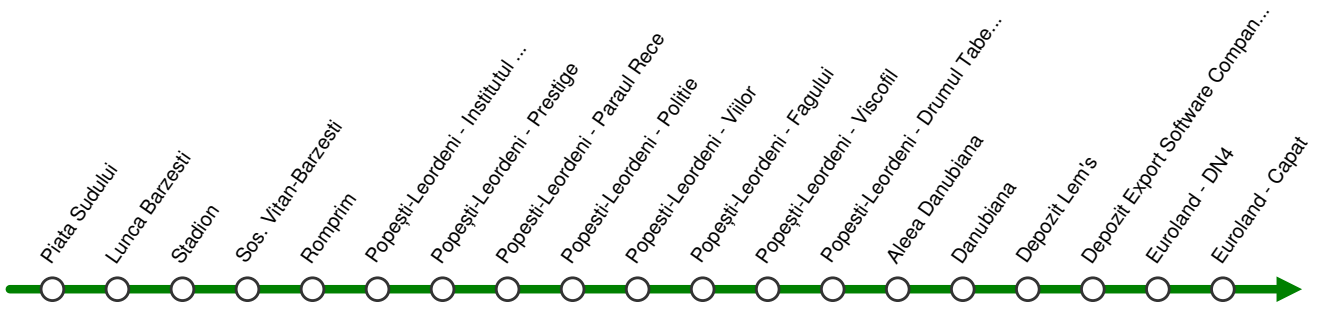 Piata Sudului
Lunca Barzesti
Stadion
Sos. Vitan-Barzesti
Romprim
Popești-Leordeni - Institutul ...
Popești-Leordeni - Prestige
Popesti-Leordeni - Paraul Rece
Popesti-Leordeni - Politie
Popesti-Leordeni - Viilor
Popești-Leordeni - Fagului
Popești-Leordeni - Viscofil
Popesti-Leordeni - Drumul Tabe...
Aleea Danubiana
Danubiana
Depozit Lem's
Depozit Export Software Compan...
Euroland - DN4
Euroland - Capat